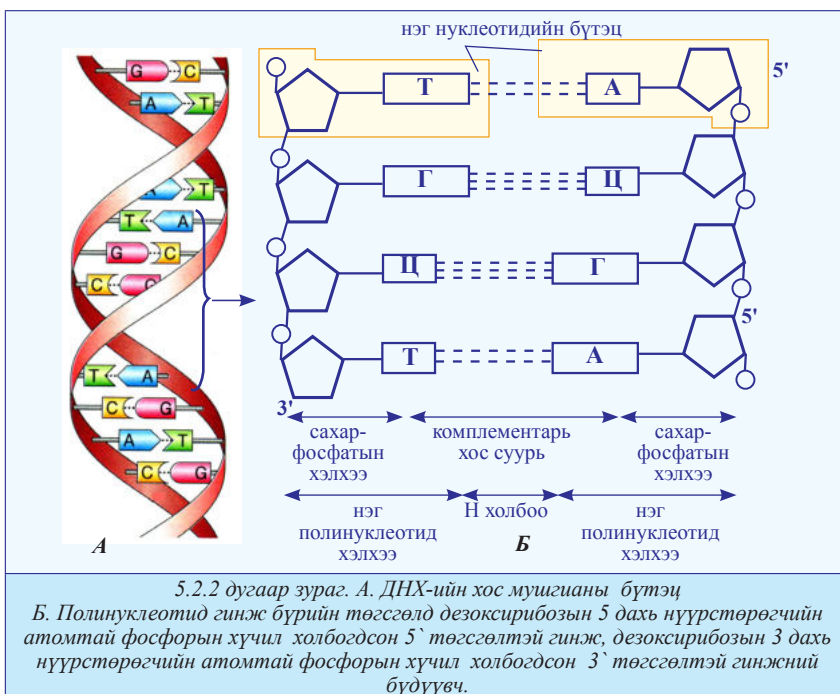 нэг нуклеотидийн бүтэц
G C
A T
A T
T A
G C
C G
T A
C G
A T
C G
А
Т А
5'
Г Ц
Ц Г
Т А
5'
3'
сахар-
фосфатын
хэлхээ
комплементарь
хос суурь
сахар-
фосфатын
хэлхээ
нэг
полинуклеотид
хэлхээ
Н холбоо
нэг
полинуклеотид
хэлхээ
Б
5.2.2 дугаар зураг. А. ДНХ-ийн хос мушгианы бүтэц
Б. Полинуклеотид гинж бүрийн төгсгөлд дезоксирибозын 5 дахь нүүрстөрөгчийн
атомтай фосфорын хүчил холбогдсон 5` төгсгөлтэй гинж, дезоксирибозын 3 дахь
нүүрстөрөгчийн атомтай фосфорын хүчил холбогдсон 3` төгсгөлтэй гинжний
бүдүүвч.